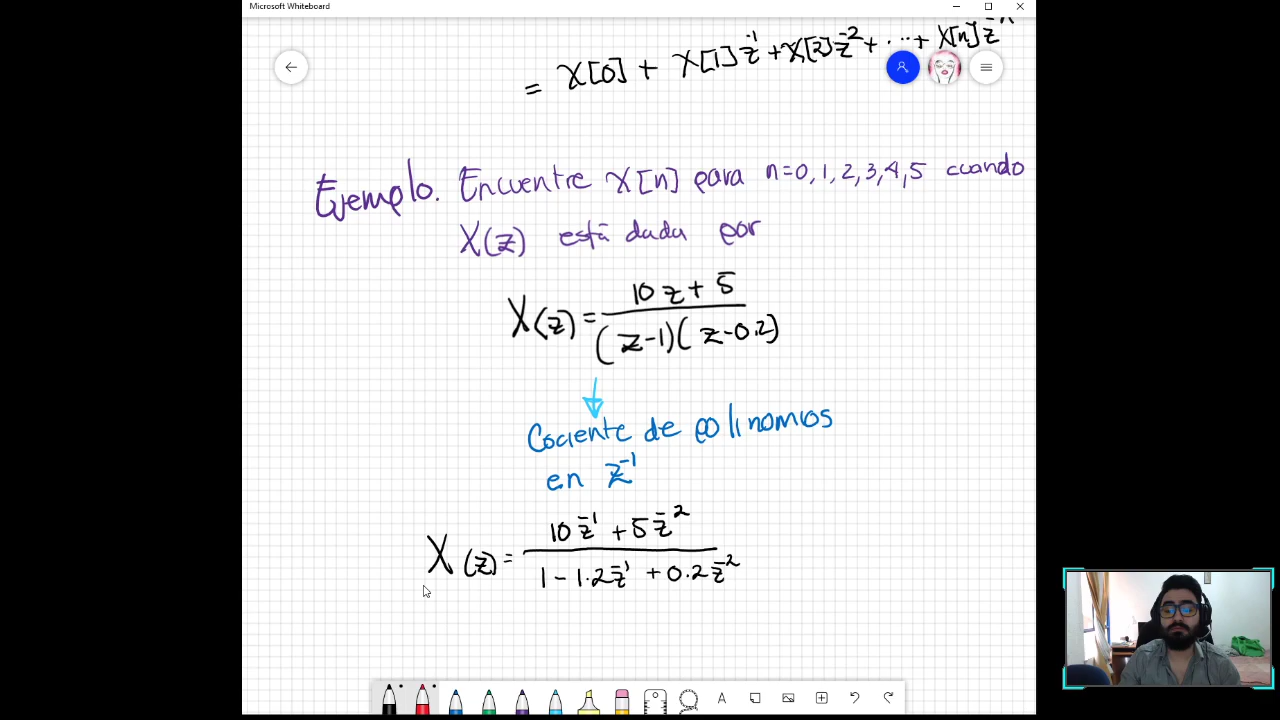 Microsoft Whiteboard
= X[0] + X[1]z⁻¹ + X[2]z⁻² + ... + X[n]z⁻ⁿ
Ejemplo. Encuentre X[n] para n=0, 1, 2, 3, 4, 5 cuando
X(z) está dada por
X(z) = (10z + 5) / ((z-1)(z-0.2))
Cociente de polinomios
en z⁻¹
X(z) = (10z⁻¹ + 5z⁻²) / (1 - 1.2z⁻¹ + 0.2z⁻²)
A